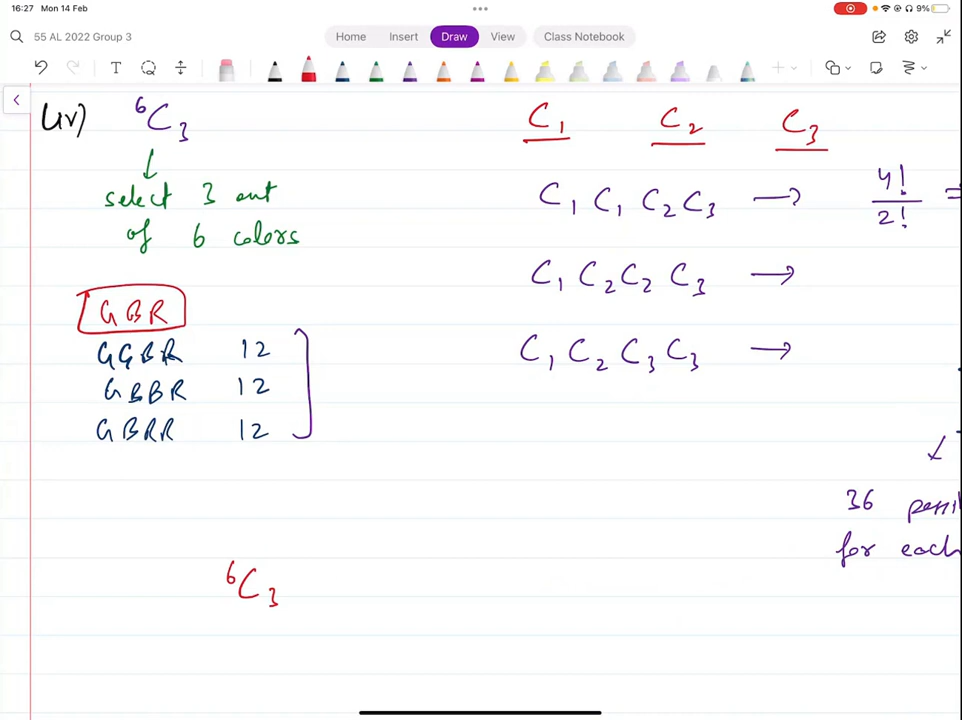 16:27 Mon 14 Feb
9%
55 AL 2022 Group 3
Home Insert Draw View Class Notebook
(iv) ⁶C₃
select 3 out
of 6 colors
GBR
GGBR 12
GBBR 12
GBRR 12
⁶C₃
C₁ C₂ C₃
C₁ C₁ C₂ C₃ → 4!/2! =
C₁ C₂ C₂ C₃ →
C₁ C₂ C₃ C₃ →
36
for each